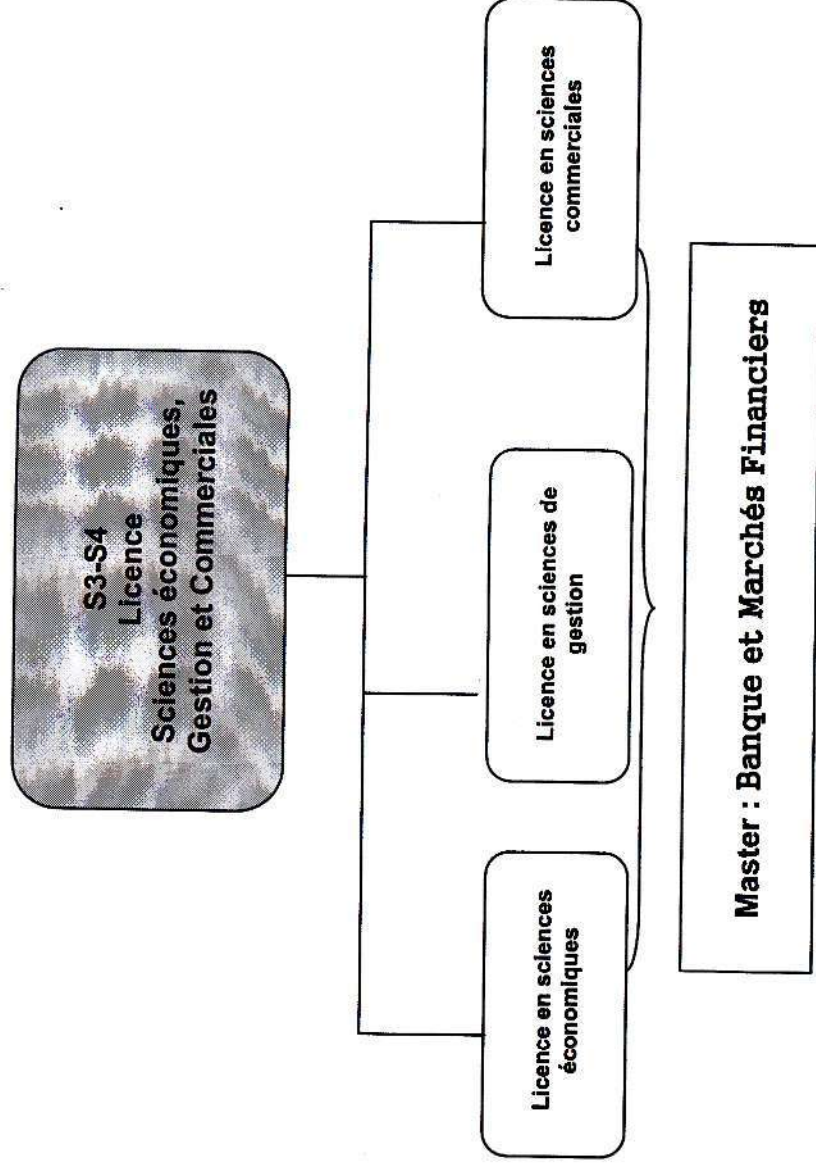 S3-S4
Licence
Sciences économiques,
Gestion et Commerciales
Licence en sciences
économiques
Licence en sciences de
gestion
Licence en sciences
commerciales
Master : Banque et Marchés Financiers